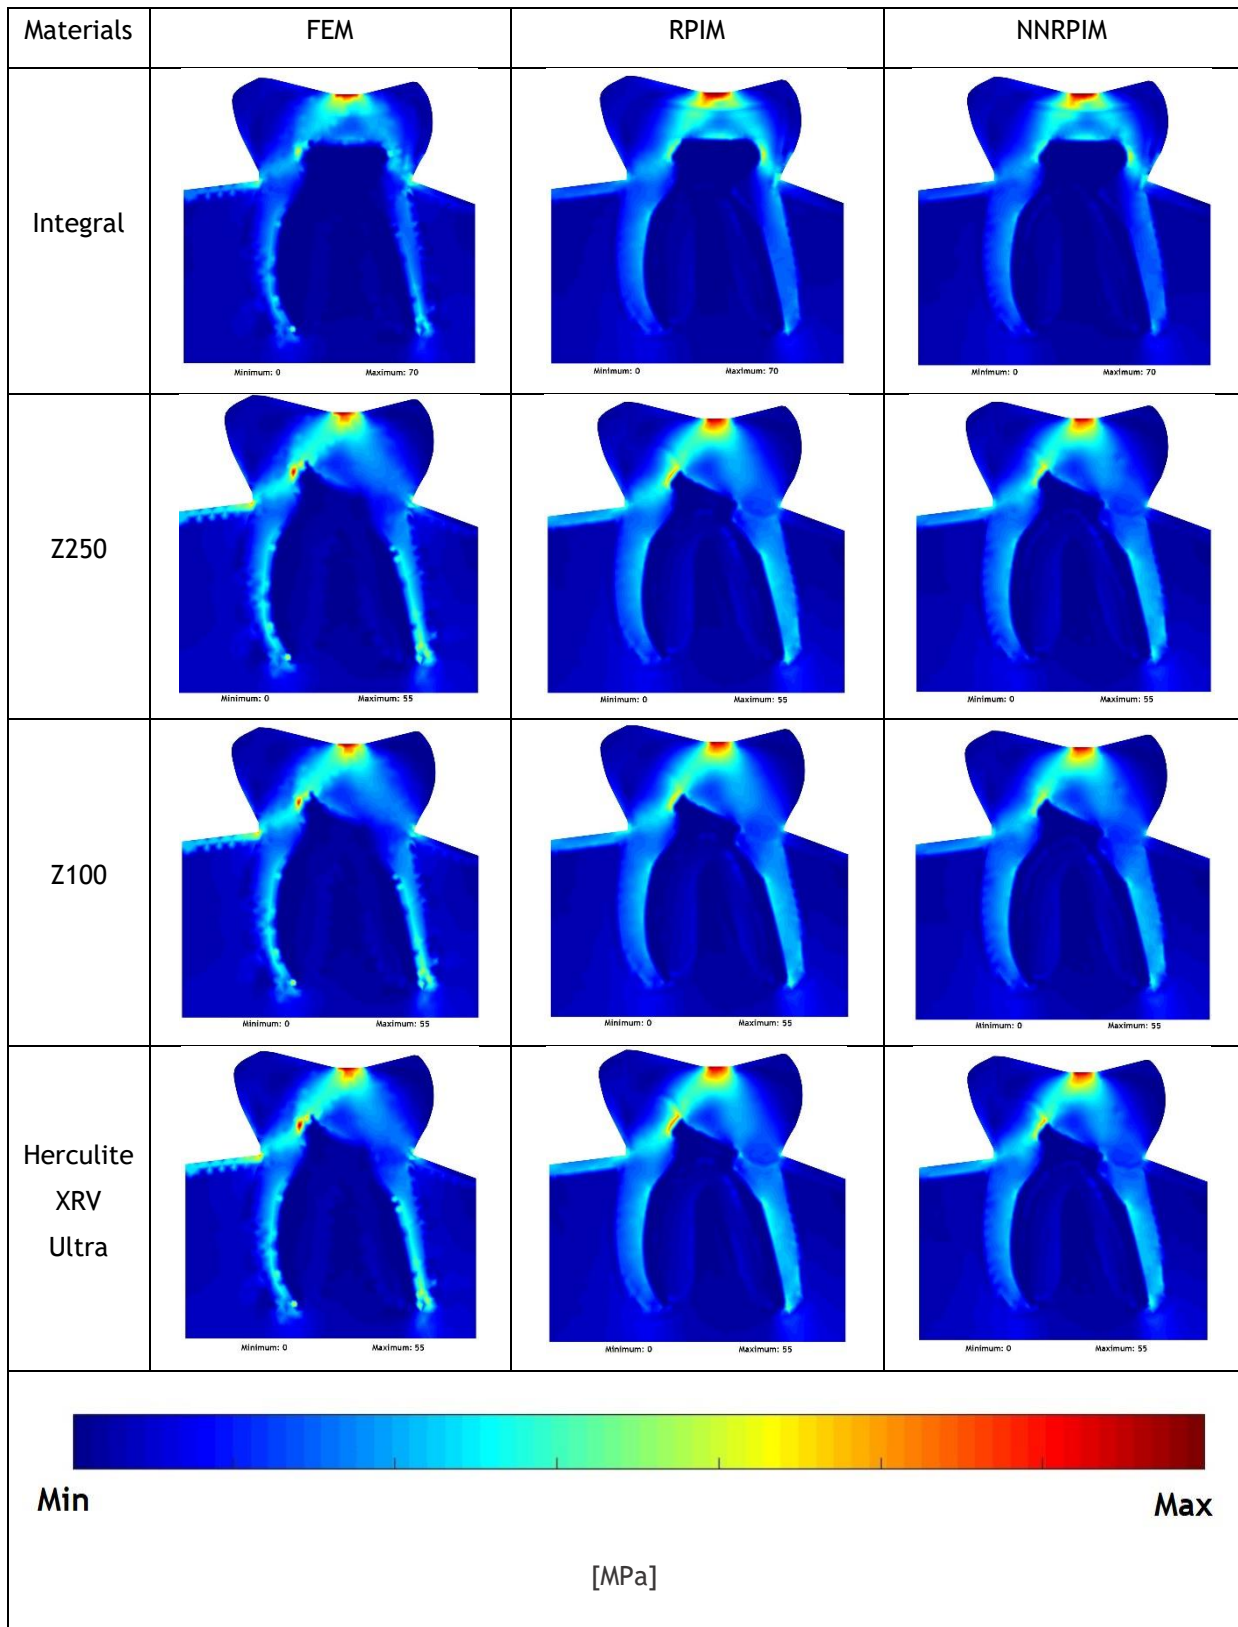 Materials FEM RPIM NNRPIM
Integral
Minimum: 0 Maximum: 70 Minimum: 0 Maximum: 70 Minimum: 0 Maximum: 70
Z250
Minimum: 0 Maximum: 55 Minimum: 0 Maximum: 55 Minimum: 0 Maximum: 55
Z100
Minimum: 0 Maximum: 55 Minimum: 0 Maximum: 55 Minimum: 0 Maximum: 55
Herculite
XRV
Ultra
Minimum: 0 Maximum: 55 Minimum: 0 Maximum: 55 Minimum: 0 Maximum: 55
Min Max
[MPa]